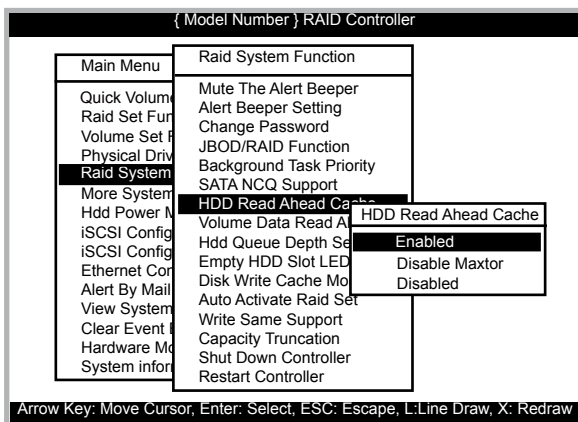 { Model Number } RAID Controller
Main Menu
Quick Volume
Raid Set Fun
Volume Set F
Physical Driv
Raid System
More System
Hdd Power M
iSCSI Config
iSCSI Config
Ethernet Con
Alert By Mail
View System
Clear Event B
Hardware Mo
System infor
Raid System Function
Mute The Alert Beeper
Alert Beeper Setting
Change Password
JBOD/RAID Function
Background Task Priority
SATA NCQ Support
HDD Read Ahead Cache
Volume Data Read A
Hdd Queue Depth Se
Empty HDD Slot LED
Disk Write Cache Mo
Auto Activate Raid Set
Write Same Support
Capacity Truncation
Shut Down Controller
Restart Controller
HDD Read Ahead Cache
Enabled
Disable Maxtor
Disabled
Arrow Key: Move Cursor, Enter: Select, ESC: Escape, L:Line Draw, X: Redraw